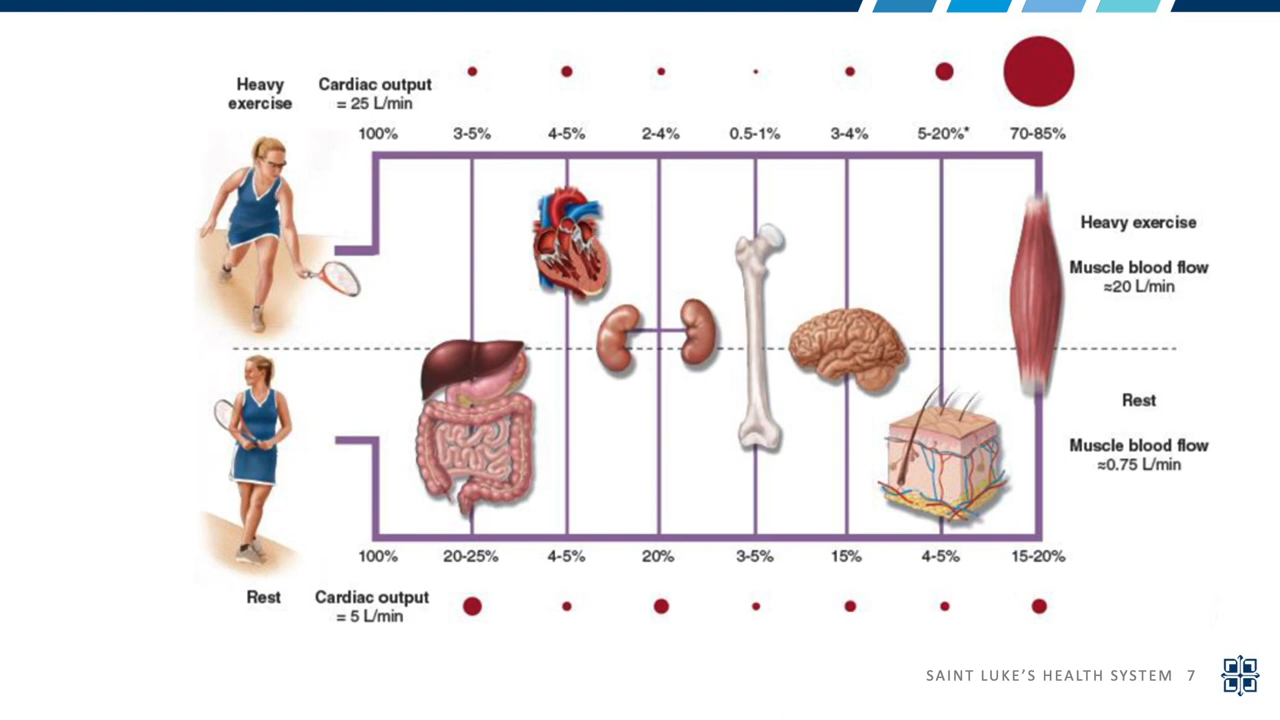 Heavy
exercise
Cardiac output
= 25 L/min
100%
3-5%
4-5%
2-4%
0.5-1%
3-4%
5-20%*
70-85%
Heavy exercise
Muscle blood flow
≈20 L/min
Rest
Muscle blood flow
≈0.75 L/min
100%
20-25%
4-5%
20%
3-5%
15%
4-5%
15-20%
Rest
Cardiac output
= 5 L/min
SAINT LUKE'S HEALTH SYSTEM 7